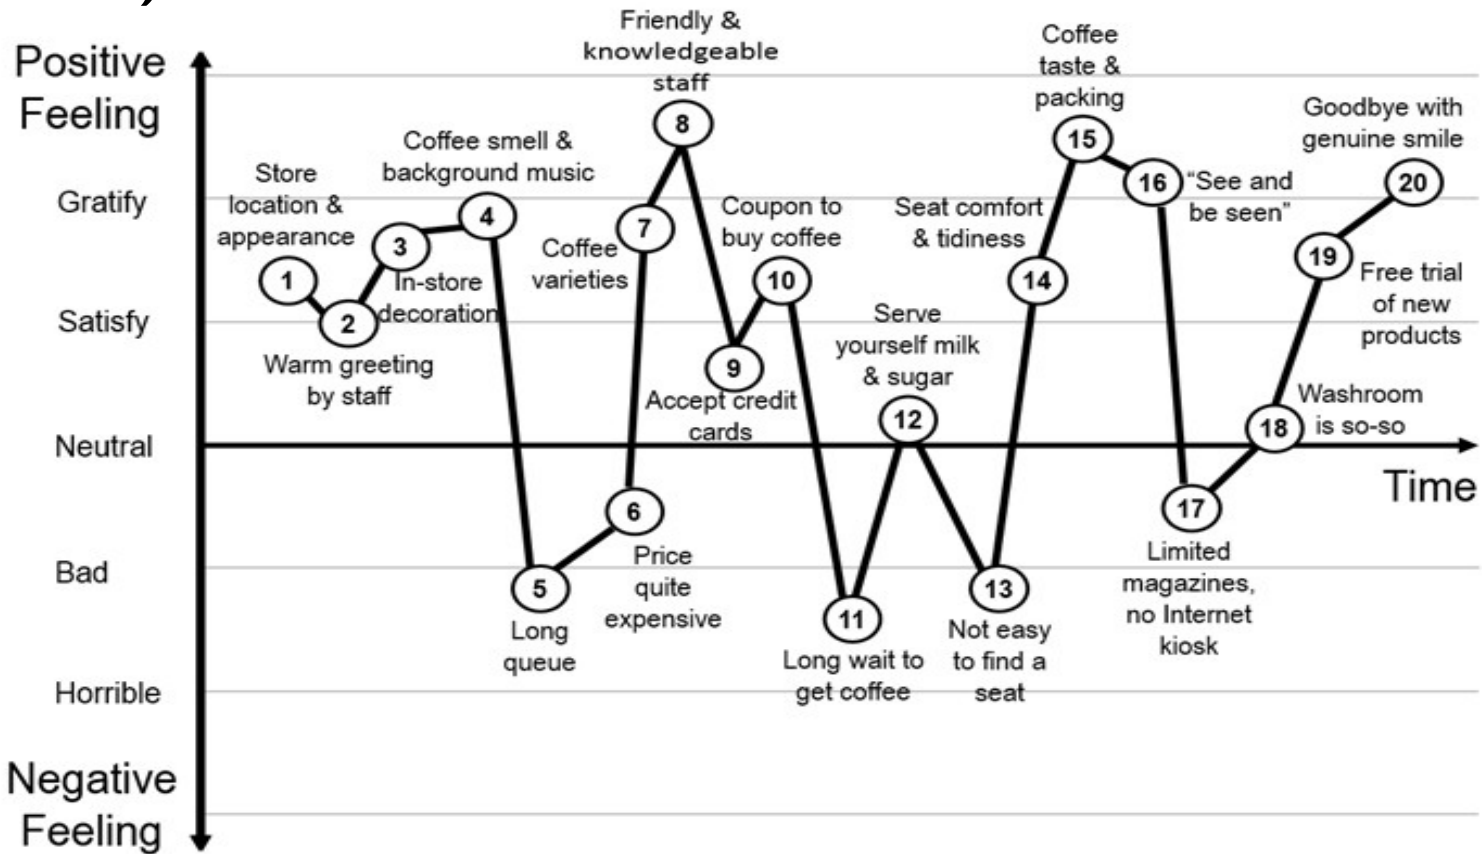 Positive
Feeling
Gratify
Satisfy
Neutral
Bad
Horrible
Negative
Feeling
Time
Store
location &
appearance
1
2
Warm greeting
by staff
3
In-store
decoration
Coffee smell &
background music
4
5
Long
queue
6
Price
quite
expensive
7
Coffee
varieties
Friendly &
knowledgeable
staff
8
9
Accept credit
cards
Coupon to
buy coffee
10
11
Long wait to
get coffee
Serve
yourself milk
& sugar
12
13
Not easy
to find a
seat
Seat comfort
& tidiness
14
Coffee
taste &
packing
15
16
“See and
be seen”
17
Limited
magazines,
no Internet
kiosk
18
Washroom
is so-so
19
Free trial
of new
products
Goodbye with
genuine smile
20